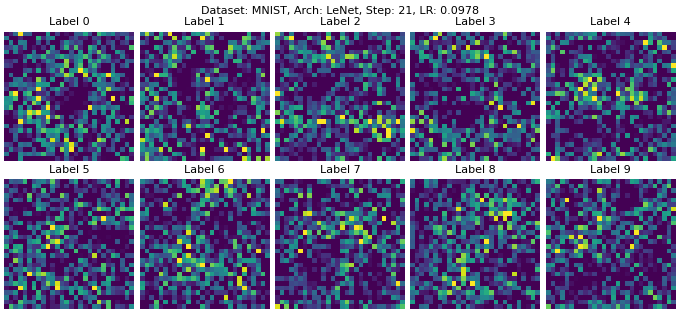 Dataset: MNIST, Arch: LeNet, Step: 21, LR: 0.0978
Label 0 Label 1 Label 2 Label 3 Label 4
Label 5 Label 6 Label 7 Label 8 Label 9